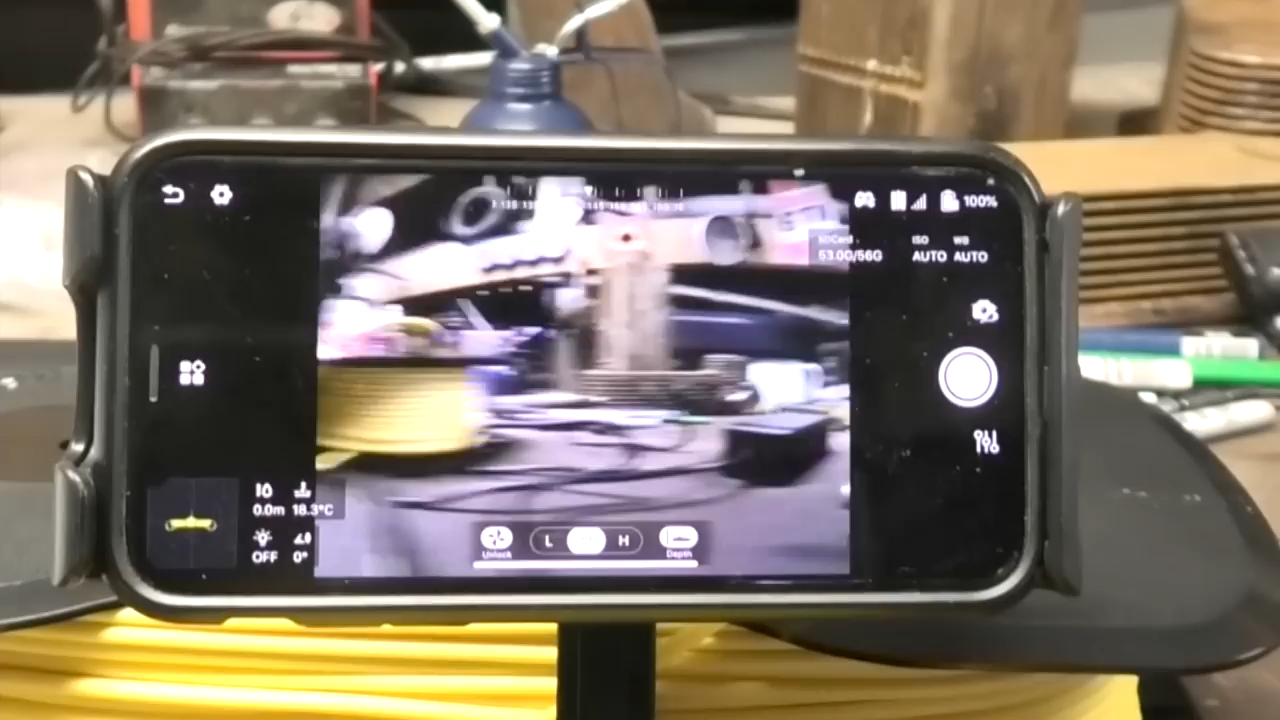 100%
SDCard ISO WB
53.00/56G AUTO AUTO
0.0m 18.3°C
OFF 0°
Unlock L H Depth